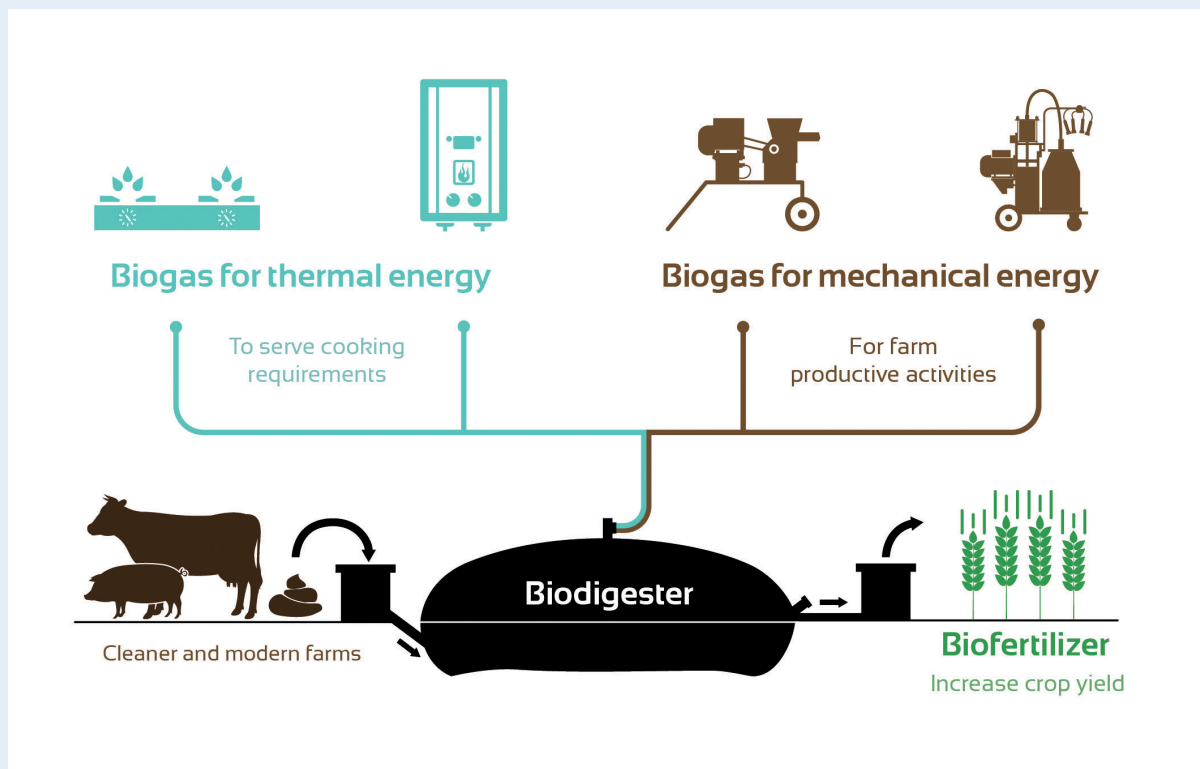 Biogas for thermal energy
To serve cooking
requirements
Biogas for mechanical energy
For farm
productive activities
Biodigester
Cleaner and modern farms
Biofertilizer
Increase crop yield